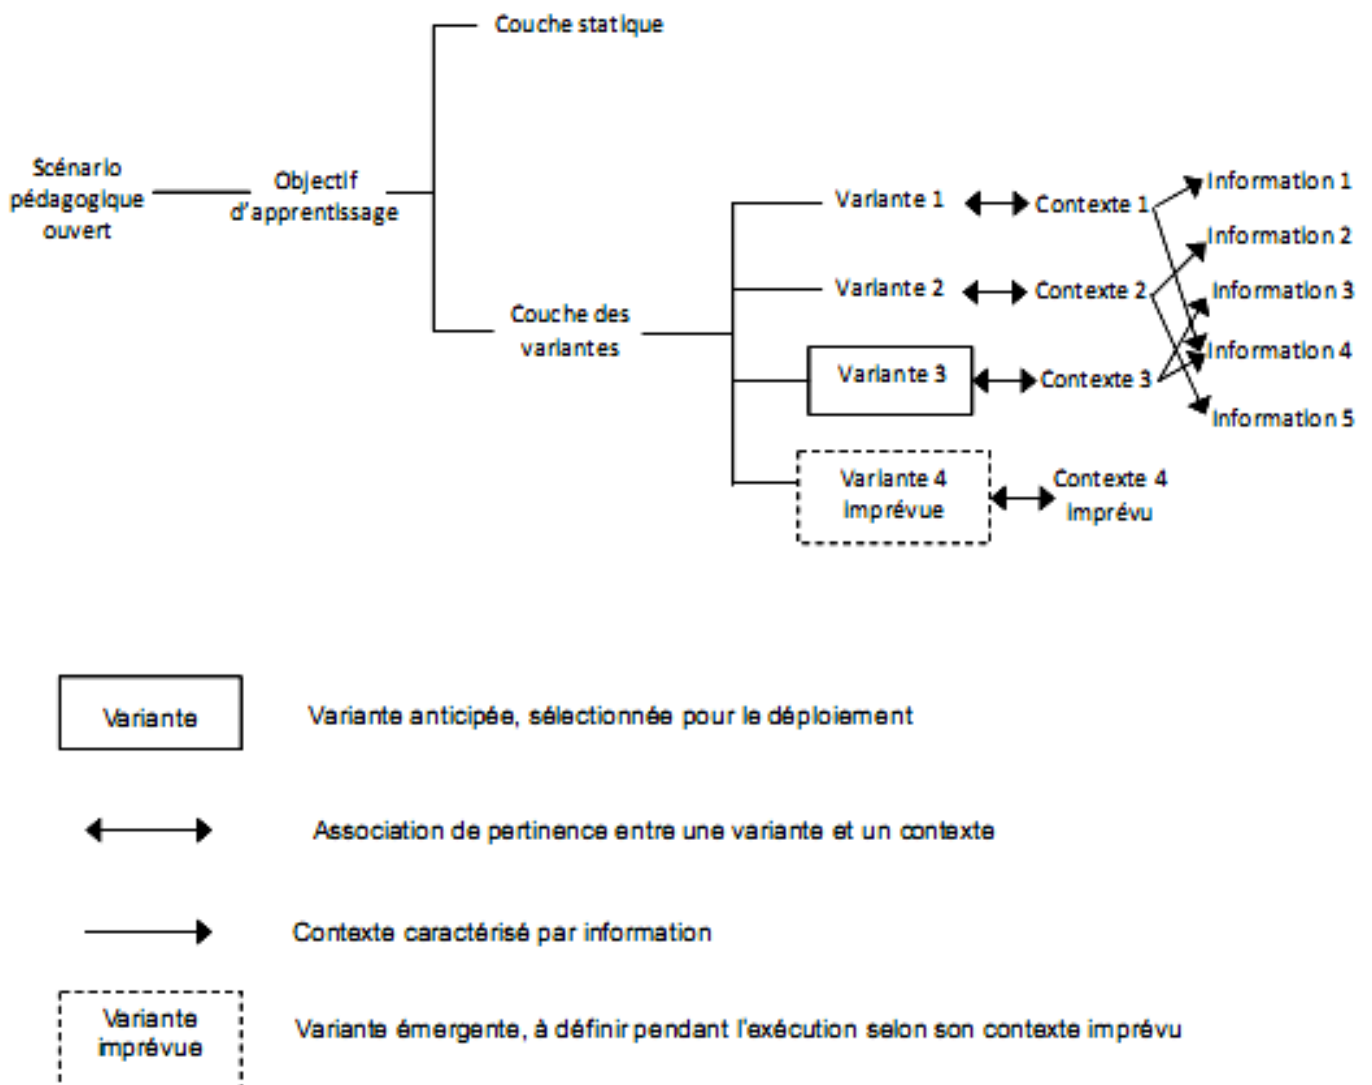 Couche statique
Scénario
pédagogique
ouvert
Objectif
d'apprentissage
Couche des
variantes
Variante 1
Contexte 1
Information 1
Information 2
Variante 2
Contexte 2
Information 3
Variante 3
Contexte 3
Information 4
Information 5
Variante 4
imprévue
Contexte 4
imprévu
Variante
Variante anticipée, sélectionnée pour le déploiement
Association de pertinence entre une variante et un contexte
Contexte caractérisé par information
Variante
imprévue
Variante émergente, à définir pendant l'exécution selon son contexte imprévu